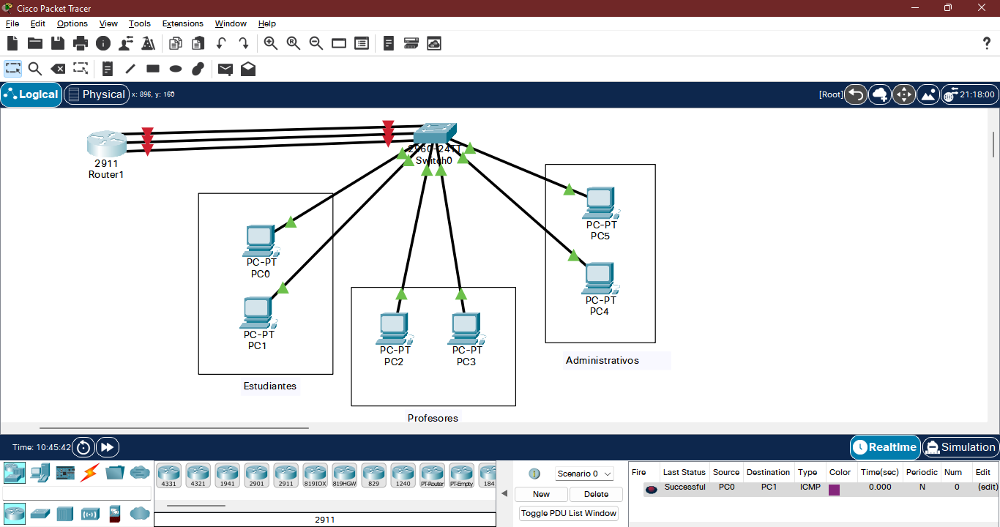 Cisco Packet Tracer
File Edit Options View Tools Extensions Window Help
Logical Physical x: 896, y: 160 [Root] 21:18:00
2911
Router1
2960-24TT
Switch0
PC-PT
PC5
PC-PT
PC0
PC-PT
PC4
PC-PT
PC1
PC-PT
PC2
PC-PT
PC3
Administrativos
Estudiantes
Profesores
Time: 10:45:42 Realtime Simulation
4331 4321 1941 2901 2911 819IOX 819HGW 829 1240 PT-Router PT-Empty 184
2911
Scenario 0
New Delete
Toggle PDU List Window
Fire Last Status Source Destination Type Color Time(sec) Periodic Num Edit
Successful PC0 PC1 ICMP 0.000 N 0 (edit)